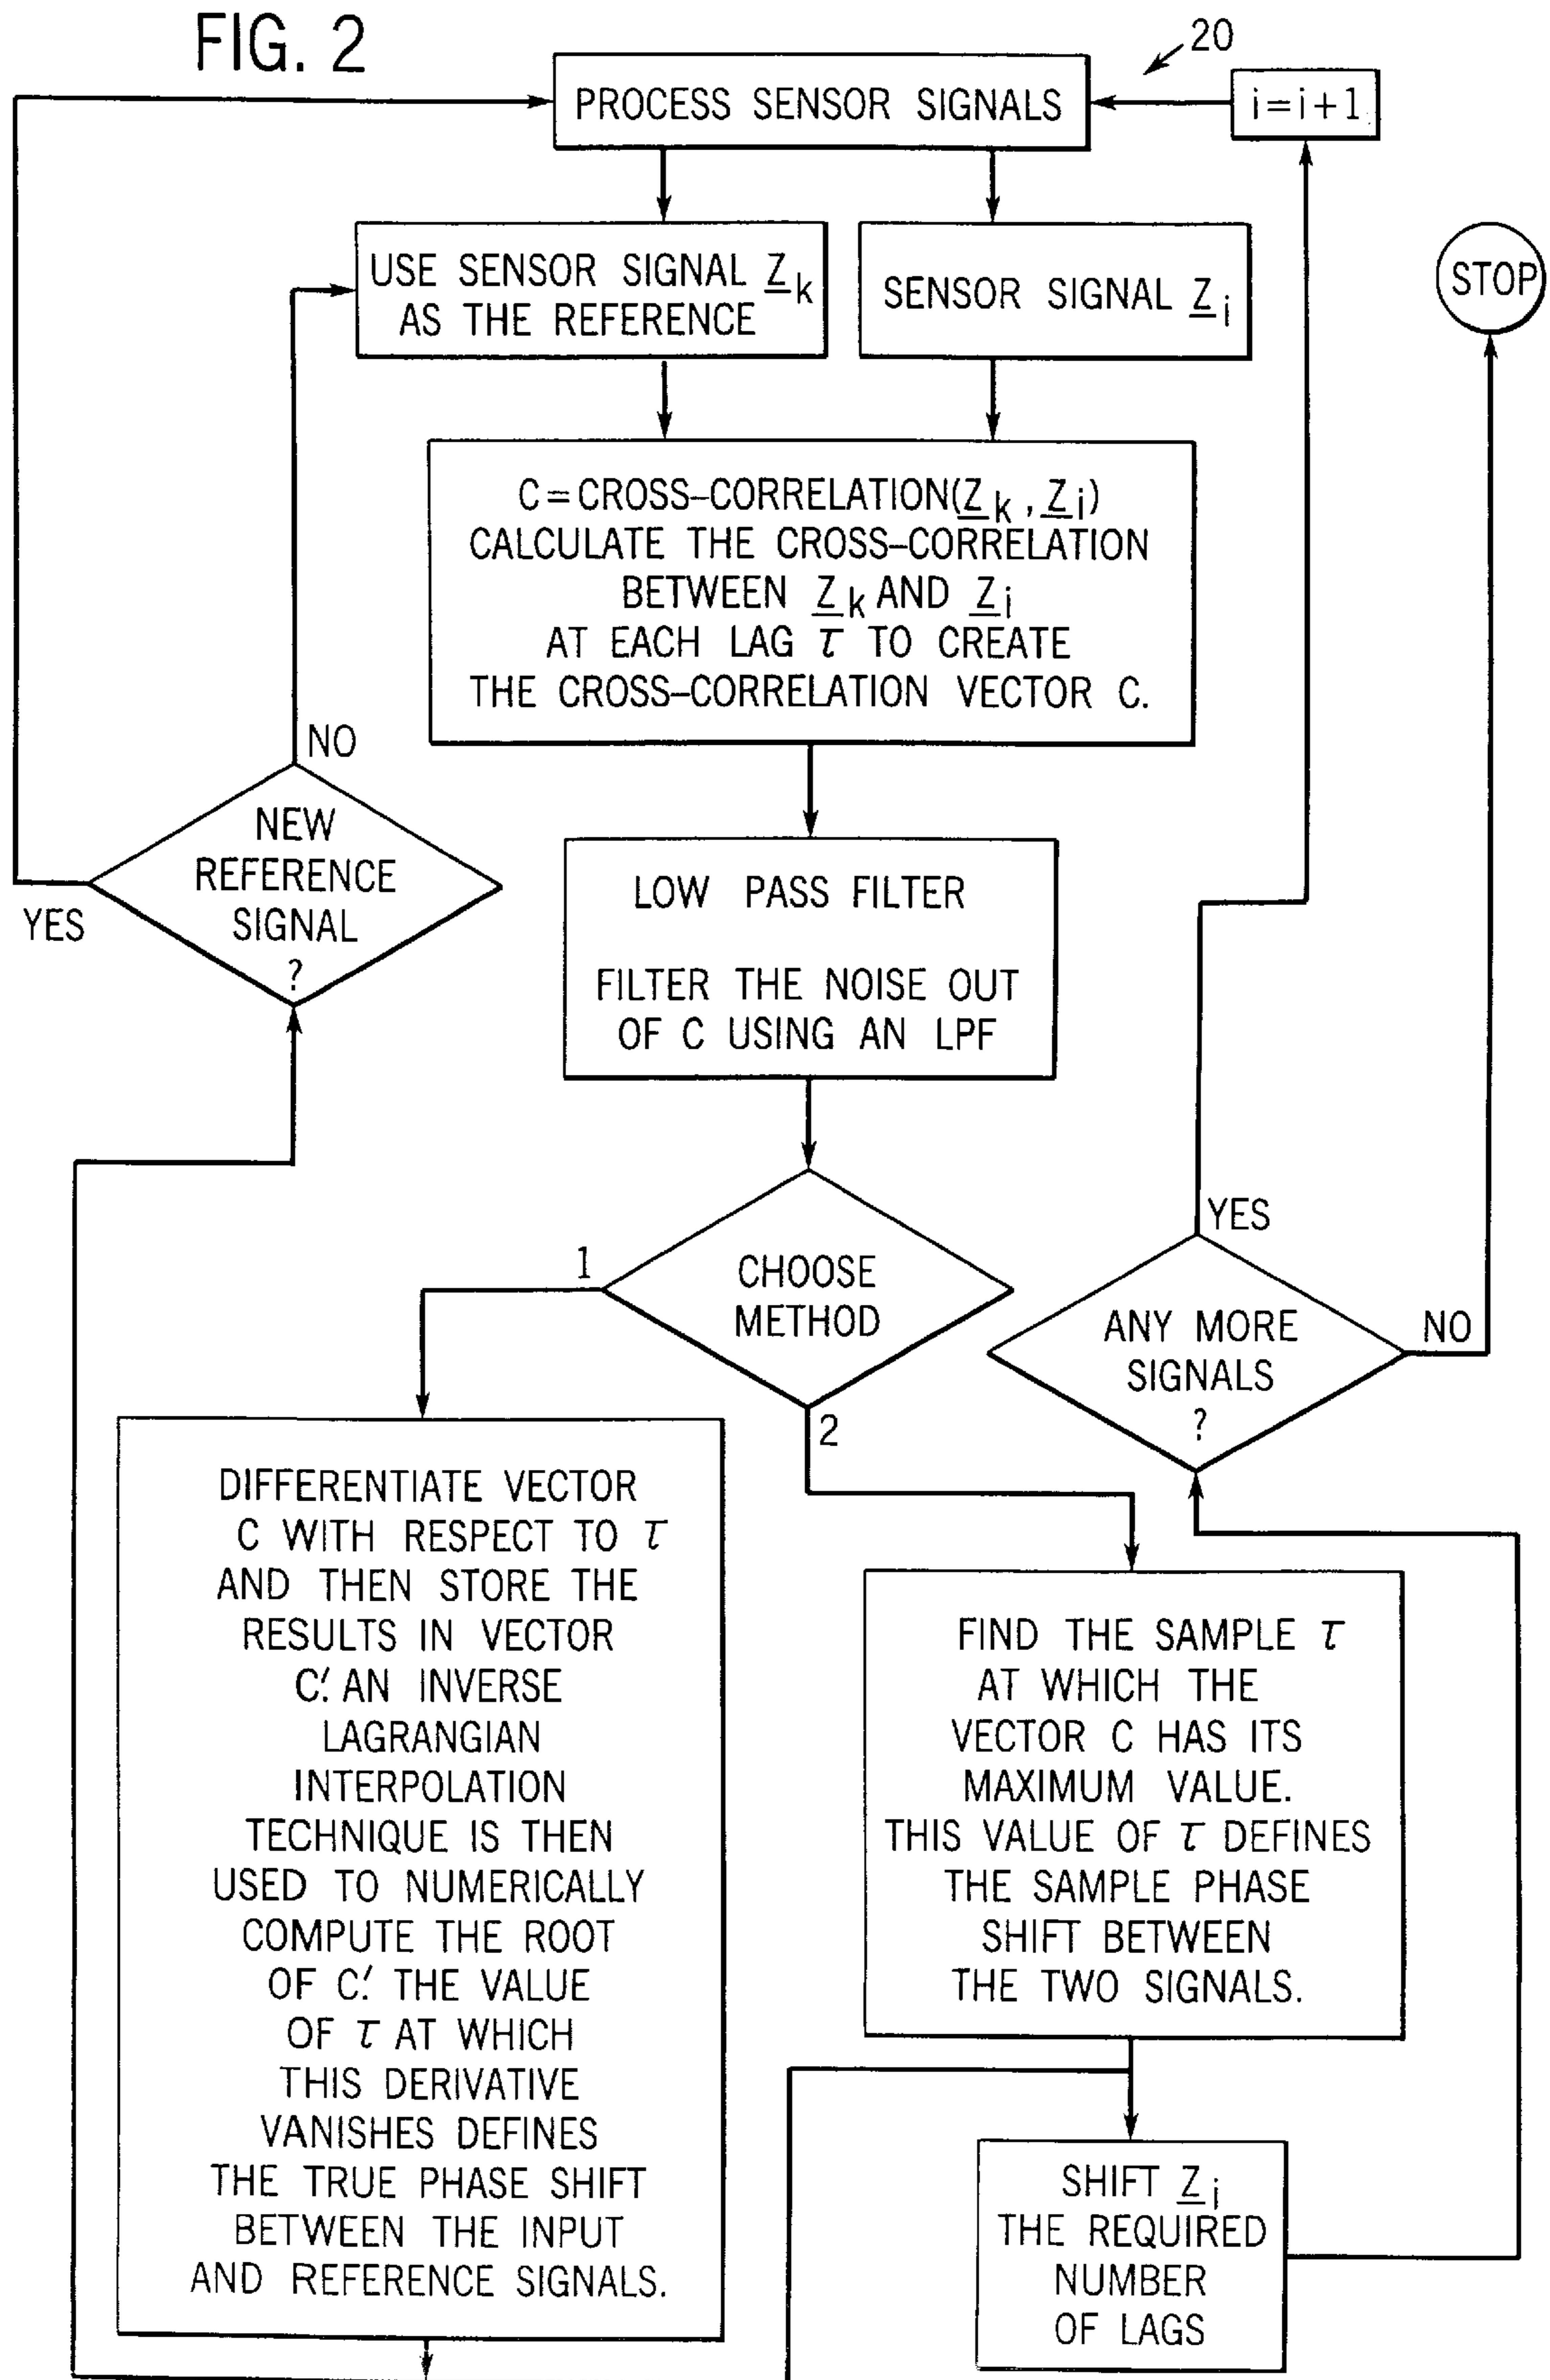 FIG. 2
20
PROCESS SENSOR SIGNALS
i=i+1
USE SENSOR SIGNAL Z_k
AS THE REFERENCE
SENSOR SIGNAL Z_i
STOP
C=CROSS-CORRELATION(Z_k, Z_i)
CALCULATE THE CROSS-CORRELATION
BETWEEN Z_k AND Z_i
AT EACH LAG τ TO CREATE
THE CROSS-CORRELATION VECTOR C.
NO
NEW
REFERENCE
SIGNAL
?
YES
LOW PASS FILTER
FILTER THE NOISE OUT
OF C USING AN LPF
1
CHOOSE
METHOD
2
YES
ANY MORE
SIGNALS
?
NO
DIFFERENTIATE VECTOR
C WITH RESPECT TO τ
AND THEN STORE THE
RESULTS IN VECTOR
C'. AN INVERSE
LAGRANGIAN
INTERPOLATION
TECHNIQUE IS THEN
USED TO NUMERICALLY
COMPUTE THE ROOT
OF C'. THE VALUE
OF τ AT WHICH
THIS DERIVATIVE
VANISHES DEFINES
THE TRUE PHASE SHIFT
BETWEEN THE INPUT
AND REFERENCE SIGNALS.
FIND THE SAMPLE τ
AT WHICH THE
VECTOR C HAS ITS
MAXIMUM VALUE.
THIS VALUE OF τ DEFINES
THE SAMPLE PHASE
SHIFT BETWEEN
THE TWO SIGNALS.
SHIFT Z_i
THE REQUIRED
NUMBER
OF LAGS